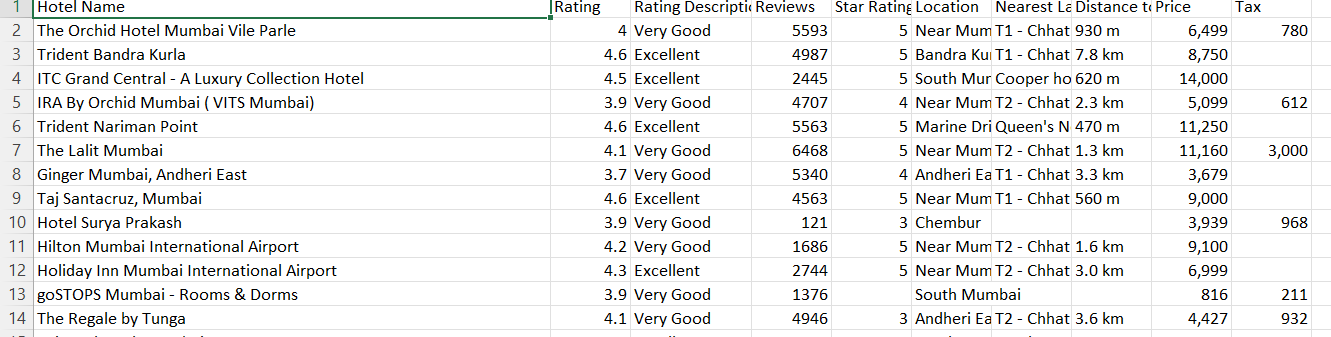 1 Hotel Name Rating Rating Descripti Reviews Star Rating Location Nearest La Distance t Price Tax
2 The Orchid Hotel Mumbai Vile Parle 4 Very Good 5593 5 Near Mum T1 - Chhat 930 m 6,499 780
3 Trident Bandra Kurla 4.6 Excellent 4987 5 Bandra Ku T1 - Chhat 7.8 km 8,750
4 ITC Grand Central - A Luxury Collection Hotel 4.5 Excellent 2445 5 South Mum Cooper ho 620 m 14,000
5 IRA By Orchid Mumbai ( VITS Mumbai) 3.9 Very Good 4707 4 Near Mum T2 - Chhat 2.3 km 5,099 612
6 Trident Nariman Point 4.6 Excellent 5563 5 Marine Dri Queen's N 470 m 11,250
7 The Lalit Mumbai 4.1 Very Good 6468 5 Near Mum T2 - Chhat 1.3 km 11,160 3,000
8 Ginger Mumbai, Andheri East 3.7 Very Good 5340 4 Andheri Ea T1 - Chhat 3.3 km 3,679
9 Taj Santacruz, Mumbai 4.6 Excellent 4563 5 Near Mum T1 - Chhat 560 m 9,000
10 Hotel Surya Prakash 3.9 Very Good 121 3 Chembur 3,939 968
11 Hilton Mumbai International Airport 4.2 Very Good 1686 5 Near Mum T2 - Chhat 1.6 km 9,100
12 Holiday Inn Mumbai International Airport 4.3 Excellent 2744 5 Near Mum T2 - Chhat 3.0 km 6,999
13 goSTOPS Mumbai - Rooms & Dorms 3.9 Very Good 1376 South Mumbai 816 211
14 The Regale by Tunga 4.1 Very Good 4946 3 Andheri Ea T2 - Chhat 3.6 km 4,427 932